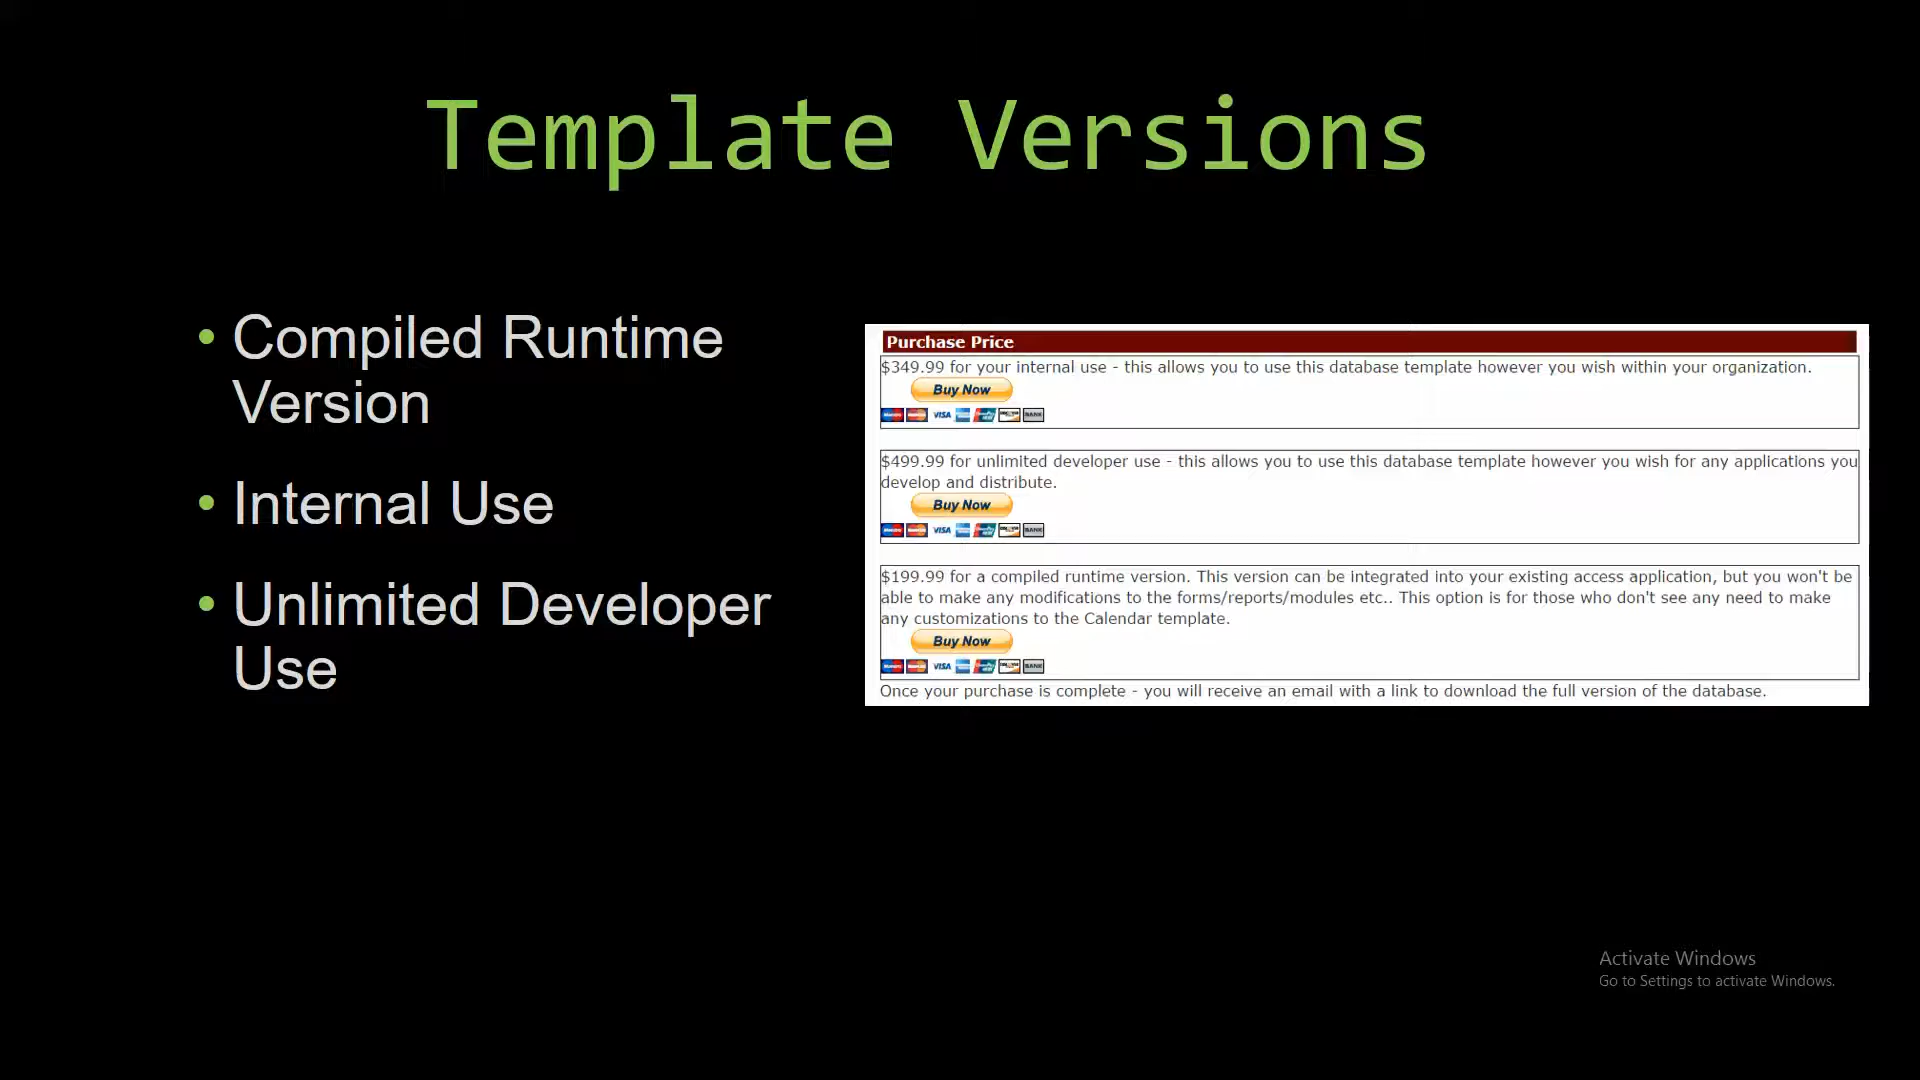 Template Versions
• Compiled Runtime
Version
• Internal Use
• Unlimited Developer
Use
Purchase Price
$349.99 for your internal use - this allows you to use this database template however you wish within your organization.
Buy Now
VISA BANK
$499.99 for unlimited developer use - this allows you to use this database template however you wish for any applications you
develop and distribute.
Buy Now
VISA BANK
$199.99 for a compiled runtime version. This version can be integrated into your existing access application, but you won't be
able to make any modifications to the forms/reports/modules etc.. This option is for those who don't see any need to make
any customizations to the Calendar template.
Buy Now
VISA BANK
Once your purchase is complete - you will receive an email with a link to download the full version of the database.
Activate Windows
Go to Settings to activate Windows.